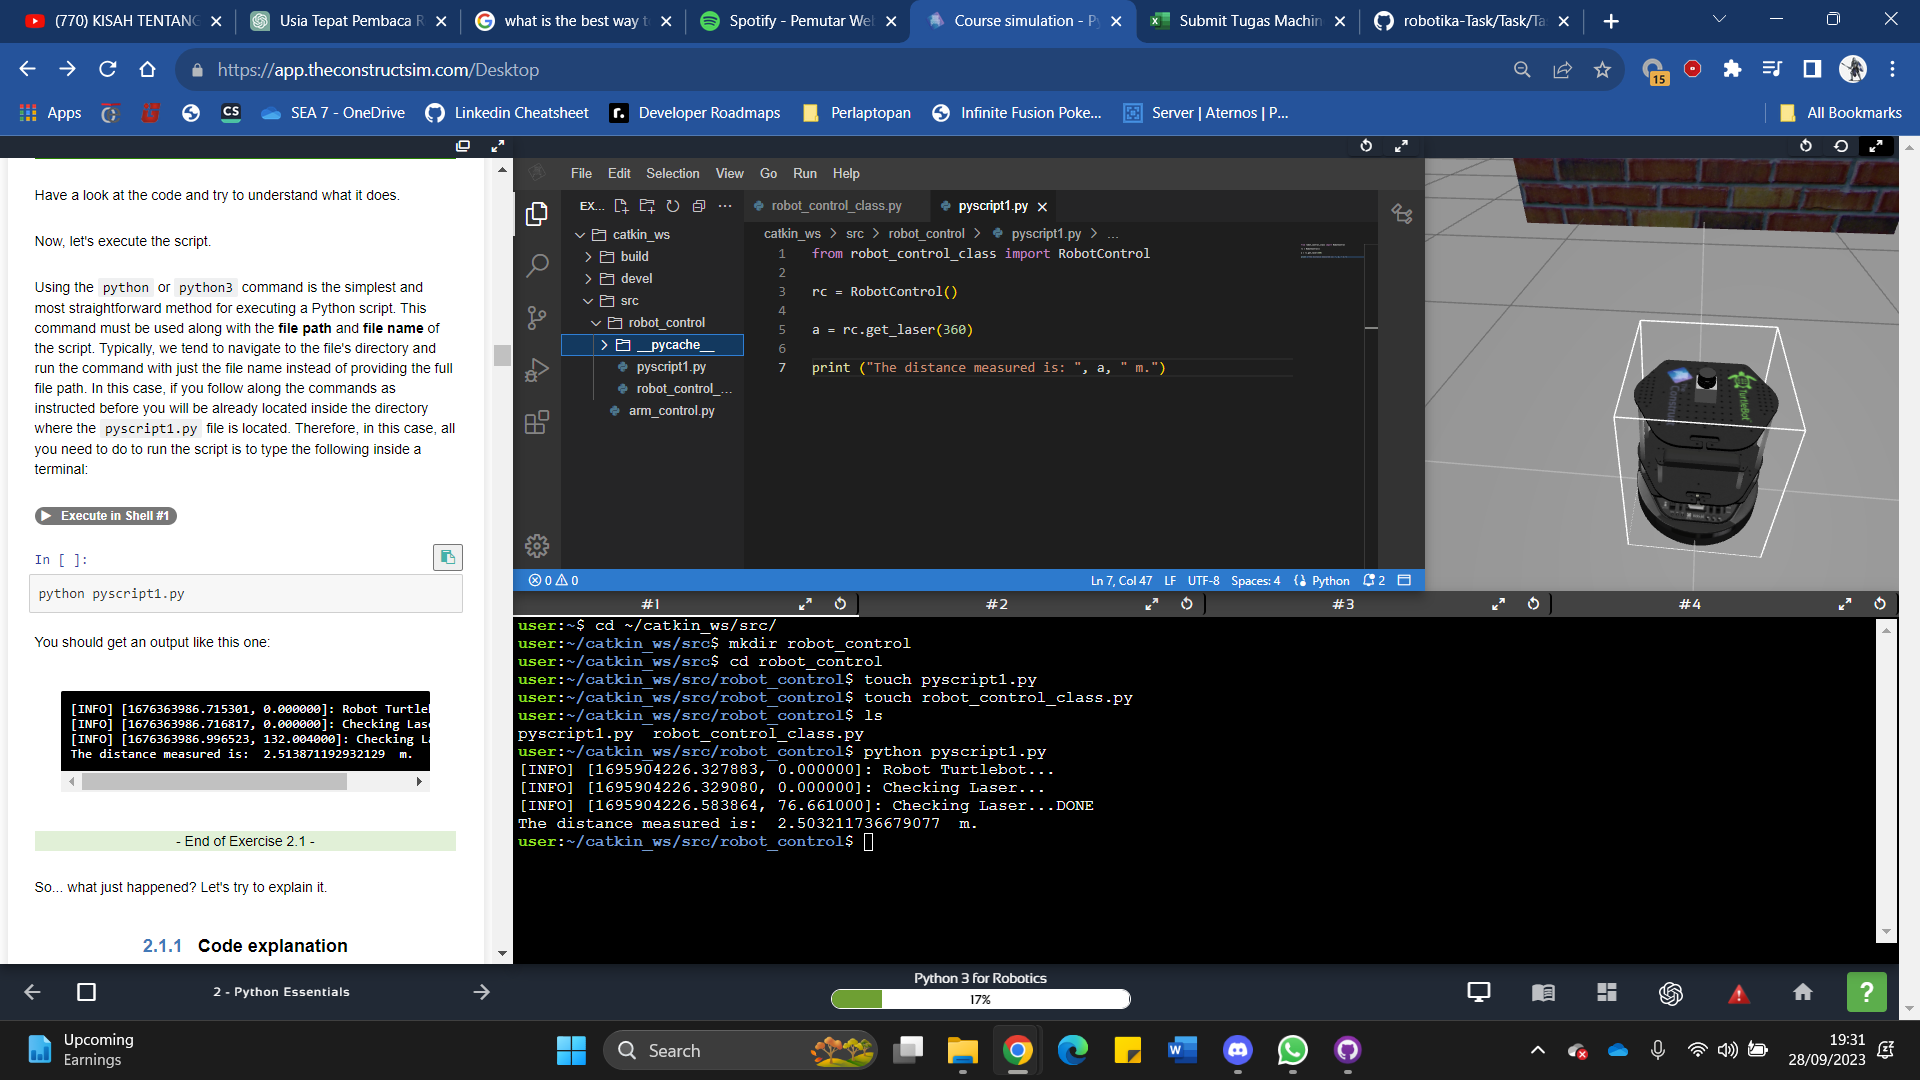 (770) KISAH TENTANG
Usia Tepat Pembaca R
what is the best way t
Spotify - Pemutar We
Course simulation - P
Submit Tugas Machin
robotika-Task/Task/Ta
https://app.theconstructsim.com/Desktop
15
Apps
CS
SEA 7 - OneDrive
Linkedin Cheatsheet
Developer Roadmaps
Perlaptopan
Infinite Fusion Poke...
Server | Aternos | P...
All Bookmarks
Have a look at the code and try to understand what it does.
Now, let's execute the script.
Using the python or python3 command is the simplest and
most straightforward method for executing a Python script. This
command must be used along with the file path and file name of
the script. Typically, we tend to navigate to the file's directory and
run the command with just the file name instead of providing the full
file path. In this case, if you follow along the commands as
instructed before you will be already located inside the directory
where the pyscript1.py file is located. Therefore, in this case, all
you need to do to run the script is to type the following inside a
terminal:
Execute in Shell #1
In [ ]:
python pyscript1.py
You should get an output like this one:
[INFO] [1676363986.715301, 0.000000]: Robot Turtle
[INFO] [1676363986.716817, 0.000000]: Checking Las
[INFO] [1676363986.996523, 132.004000]: Checking L
The distance measured is:  2.513871192932129  m.
- End of Exercise 2.1 -
So... what just happened? Let's try to explain it.
2.1.1 Code explanation
File Edit Selection View Go Run Help
EX...
catkin_ws
build
devel
src
robot_control
__pycache__
pyscript1.py
robot_control_...
arm_control.py
robot_control_class.py
pyscript1.py
catkin_ws > src > robot_control > pyscript1.py > ...
1 from robot_control_class import RobotControl
2
3 rc = RobotControl()
4
5 a = rc.get_laser(360)
6
7 print ("The distance measured is: ", a, " m.")
0 0
Ln 7, Col 47 LF UTF-8 Spaces: 4 Python 2
TurtleBot
#1
#2
#3
#4
user:~$ cd ~/catkin_ws/src/
user:~/catkin_ws/src$ mkdir robot_control
user:~/catkin_ws/src$ cd robot_control
user:~/catkin_ws/src/robot_control$ touch pyscript1.py
user:~/catkin_ws/src/robot_control$ touch robot_control_class.py
user:~/catkin_ws/src/robot_control$ ls
pyscript1.py  robot_control_class.py
user:~/catkin_ws/src/robot_control$ python pyscript1.py
[INFO] [1695904226.327883, 0.000000]: Robot Turtlebot...
[INFO] [1695904226.329080, 0.000000]: Checking Laser...
[INFO] [1695904226.583864, 76.661000]: Checking Laser...DONE
The distance measured is:  2.503211736679077  m.
user:~/catkin_ws/src/robot_control$
2 - Python Essentials
Python 3 for Robotics
17%
?
Upcoming
Earnings
Search
19:31
28/09/2023